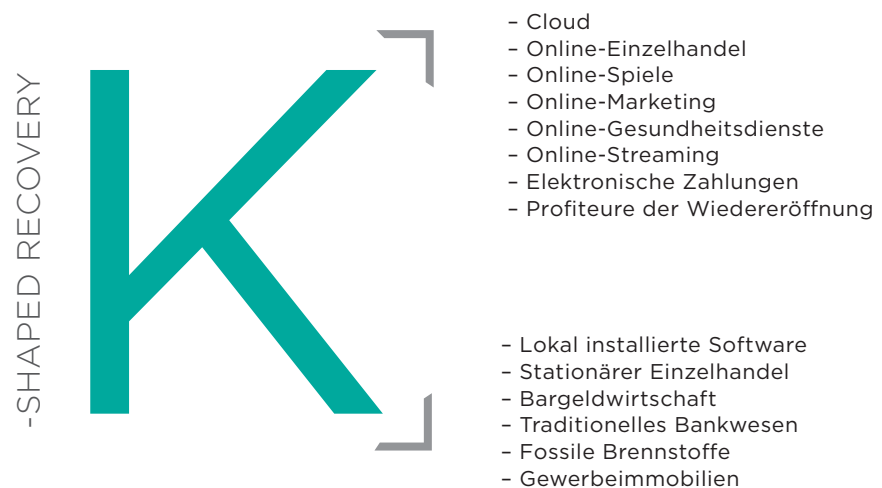 K
-SHAPED RECOVERY
– Cloud
– Online-Einzelhandel
– Online-Spiele
– Online-Marketing
– Online-Gesundheitsdienste
– Online-Streaming
– Elektronische Zahlungen
– Profiteure der Wiedereröffnung
– Lokal installierte Software
– Stationärer Einzelhandel
– Bargeldwirtschaft
– Traditionelles Bankwesen
– Fossile Brennstoffe
– Gewerbeimmobilien